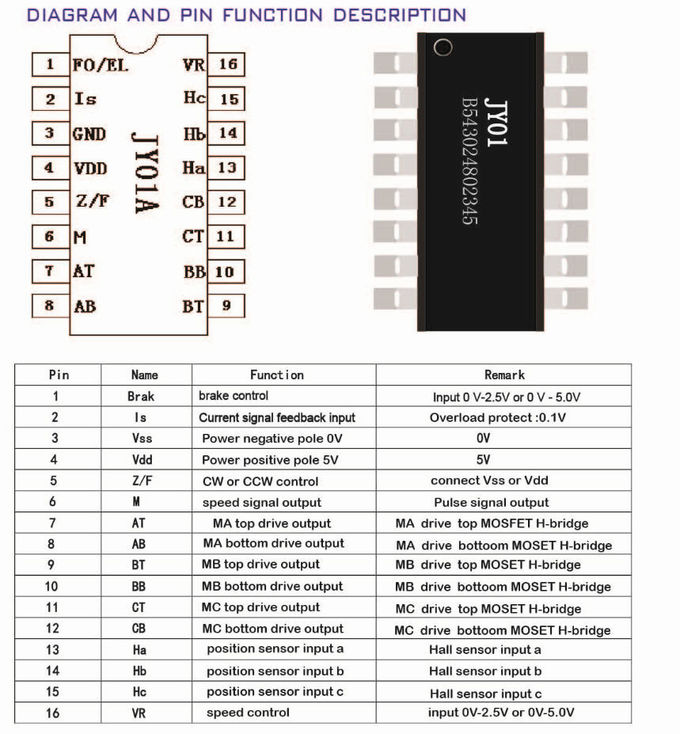 DIAGRAM AND PIN FUNCTION DESCRIPTION
1 FO/EL VR 16
2 Is Hc 15
3 GND Hb 14
4 VDD Ha 13
5 Z/F CB 12
6 M CT 11
7 AT BB 10
8 AB BT 9
JY01A
JY01
B543024802345
Pin Name Function Remark
1 Brak brake control Input 0 V-2.5V or 0 V - 5.0V
2 Is Current signal feedback input Overload protect :0.1V
3 Vss Power negative pole 0V 0V
4 Vdd Power positive pole 5V 5V
5 Z/F CW or CCW control connect Vss or Vdd
6 M speed signal output Pulse signal output
7 AT MA top drive output MA drive top MOSFET H-bridge
8 AB MA bottom drive output MA drive bottoom MOSET H-bridge
9 BT MB top drive output MB drive top MOSET H-bridge
10 BB MB bottom drive output MB drive bottoom MOSET H-bridge
11 CT MC top drive output MC drive top MOSET H-bridge
12 CB MC bottom drive output MC drive bottoom MOSET H-bridge
13 Ha position sensor input a Hall sensor input a
14 Hb position sensor input b Hall sensor input b
15 Hc position sensor input c Hall sensor input c
16 VR speed control input 0V-2.5V or 0V-5.0V